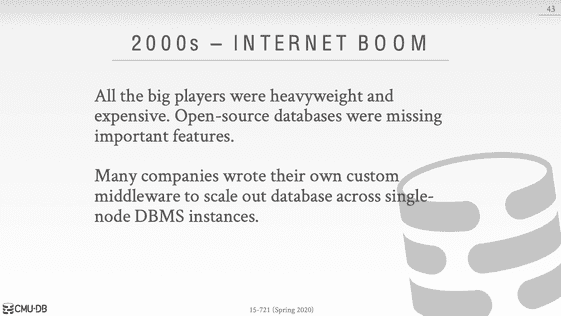 43
2000s – INTERNET BOOM
All the big players were heavyweight and
expensive. Open-source databases were missing
important features.
Many companies wrote their own custom
middleware to scale out database across single-
node DBMS instances.
CMU·DB
15-721 (Spring 2020)